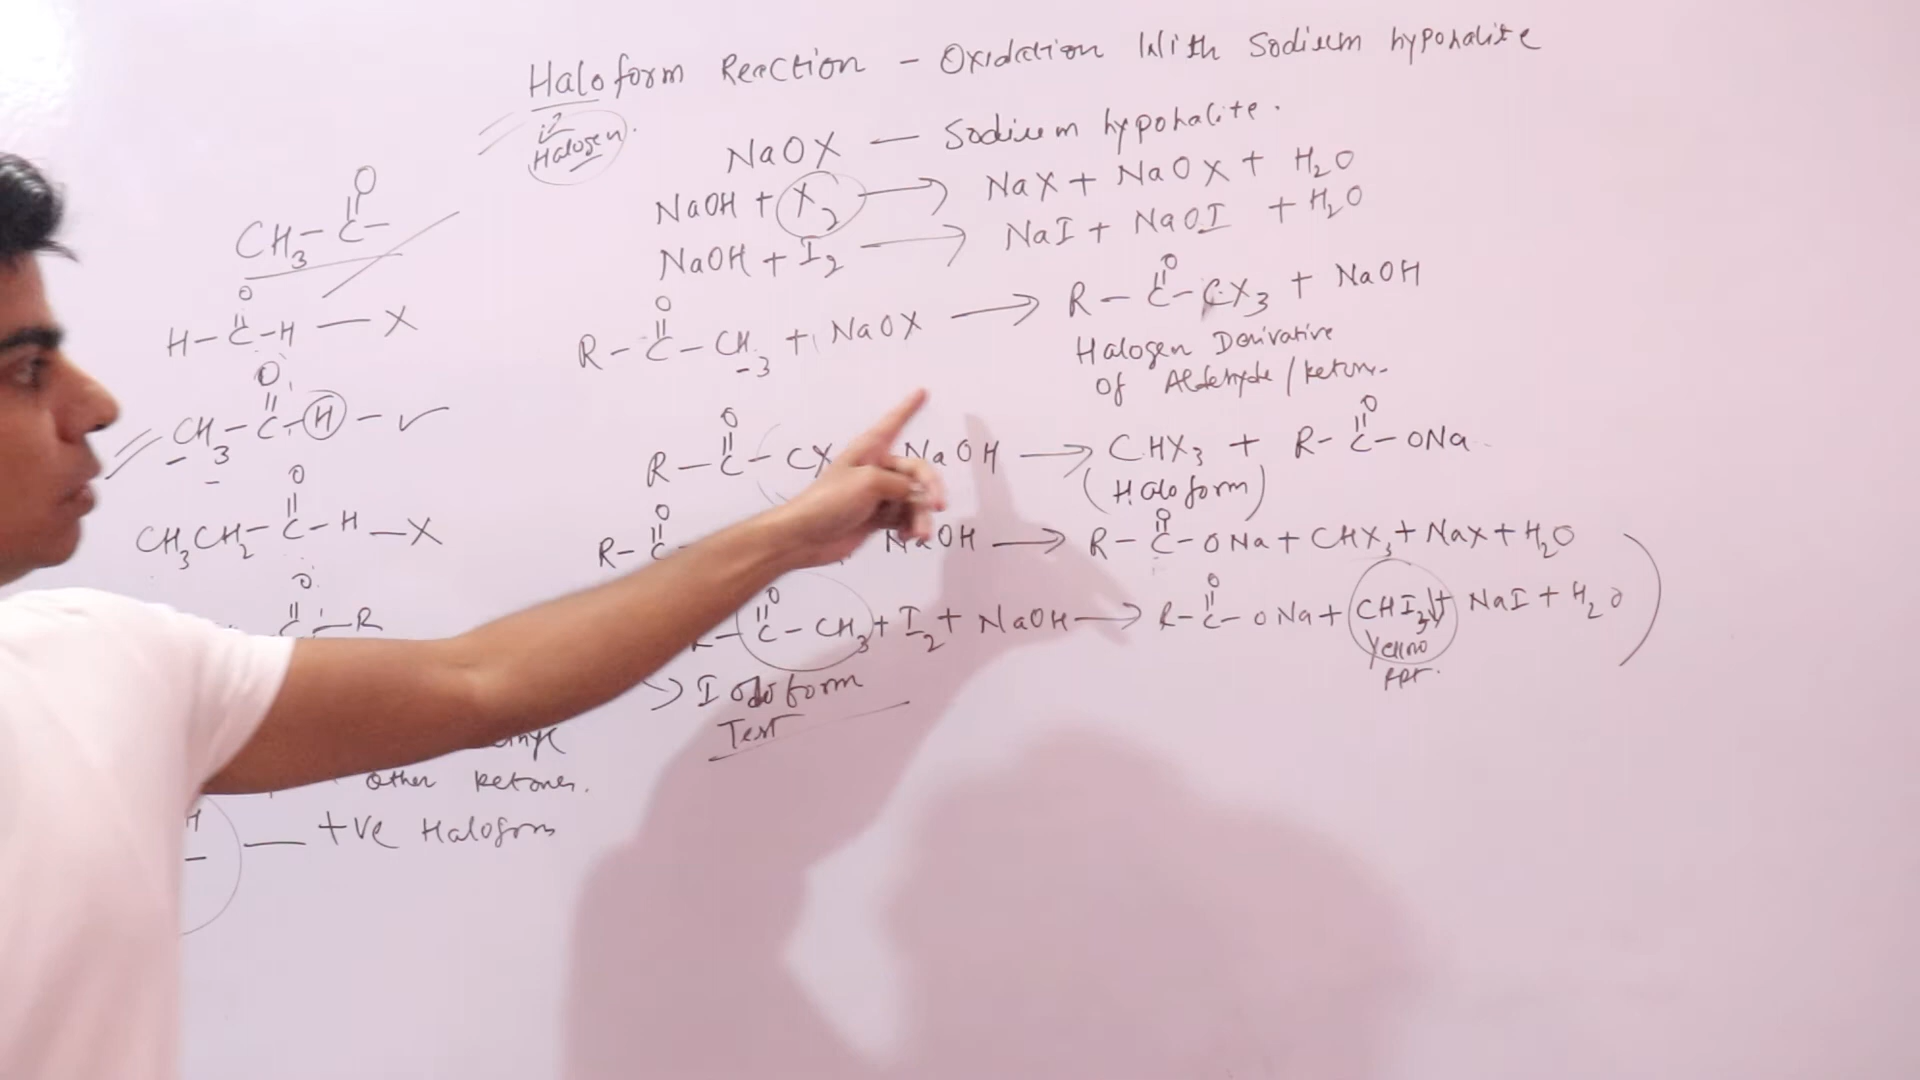 Haloform Reaction - Oxidation With Sodium hypohalite
Halogen.
NaOX — Sodium hypohalite.
NaOH + X2 → NaX + NaOX + H2O
NaOH + I2 → NaI + NaOI + H2O
O
R - C - CH3 + NaOX → R - C - CX3 + NaOH
Halogen Derivative
Of Aldehyde / Ketone
O
R - C - CX NaOH → CHX3 + R - C - ONa
(Haloform)
O
R - C NaOH → R - C - ONa + CHX3 + NaX + H2O
O
C - CH3 + I2 + NaOH → R - C - ONa + CHI3↓ + NaI + H2O
ppt.
→ Iodoform
Test
O
CH3 - C -
O
H - C - H — X
O
CH3 - C - H - ✓
O
CH3CH2 - C - H — X
O
C - R
Other Ketones.
H
— +ve Haloform